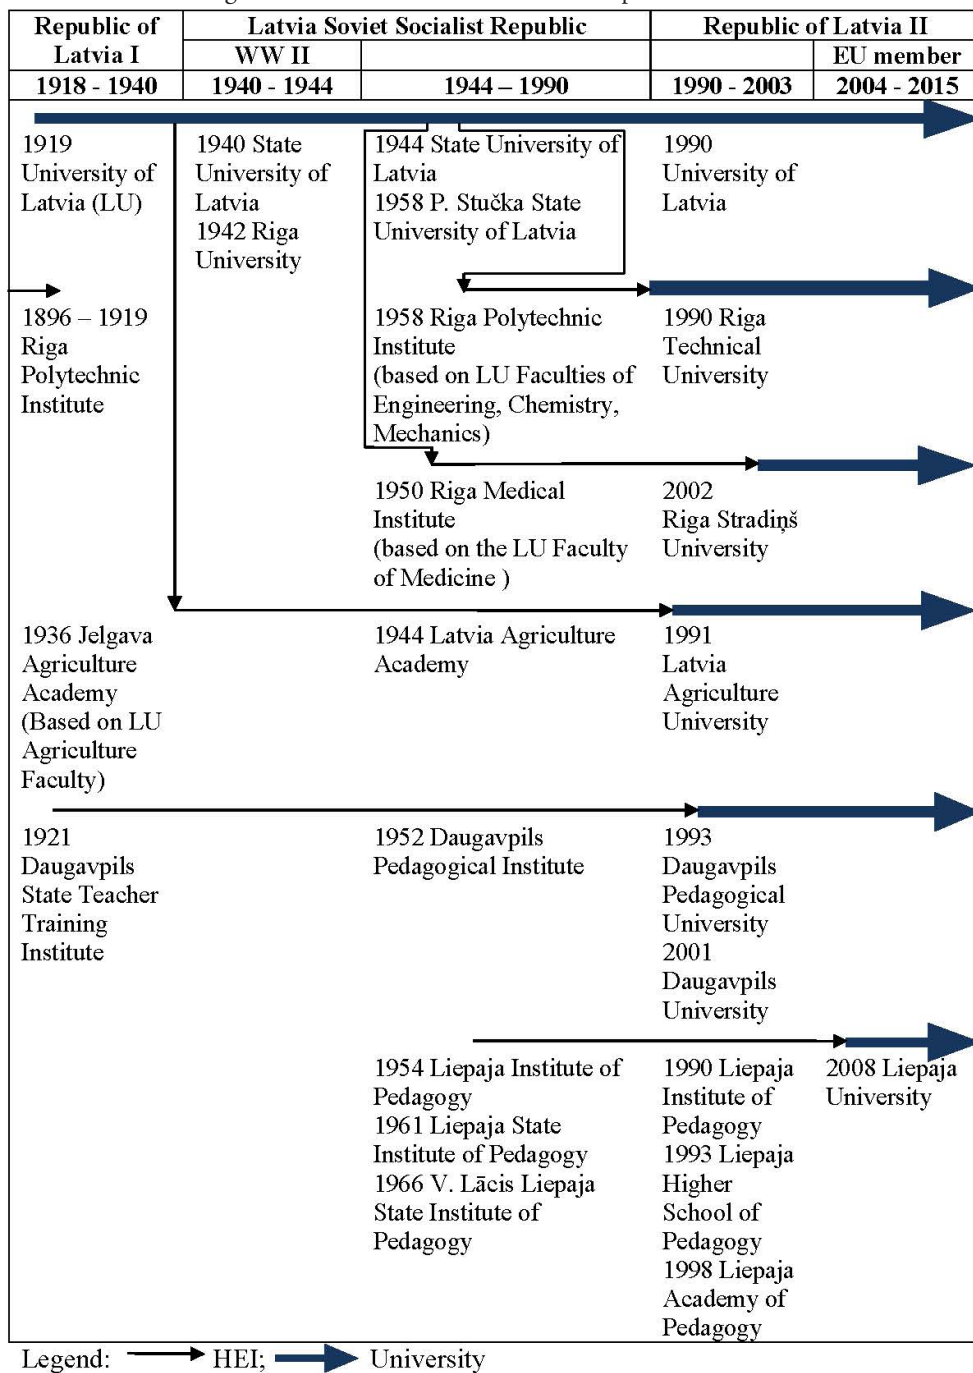 Republic of Latvia I
Latvia Soviet Socialist Republic
Republic of Latvia II
WW II
EU member
1918 - 1940
1940 - 1944
1944 – 1990
1990 - 2003
2004 - 2015
1919
University of
Latvia (LU)
1940 State
University of
Latvia
1942 Riga
University
1944 State University of
Latvia
1958 P. Stučka State
University of Latvia
1990
University of
Latvia
1896 – 1919
Riga
Polytechnic
Institute
1958 Riga Polytechnic
Institute
(based on LU Faculties of
Engineering, Chemistry,
Mechanics)
1990 Riga
Technical
University
1950 Riga Medical
Institute
(based on the LU Faculty
of Medicine )
2002
Riga Stradiņš
University
1936 Jelgava
Agriculture
Academy
(Based on LU
Agriculture
Faculty)
1944 Latvia Agriculture
Academy
1991
Latvia
Agriculture
University
1921
Daugavpils
State Teacher
Training
Institute
1952 Daugavpils
Pedagogical Institute
1993
Daugavpils
Pedagogical
University
2001
Daugavpils
University
1954 Liepaja Institute of
Pedagogy
1961 Liepaja State
Institute of Pedagogy
1966 V. Lācis Liepaja
State Institute of
Pedagogy
1990 Liepaja
Institute of
Pedagogy
1993 Liepaja
Higher
School of
Pedagogy
1998 Liepaja
Academy of
Pedagogy
2008 Liepaja
University
Legend: HEI; University